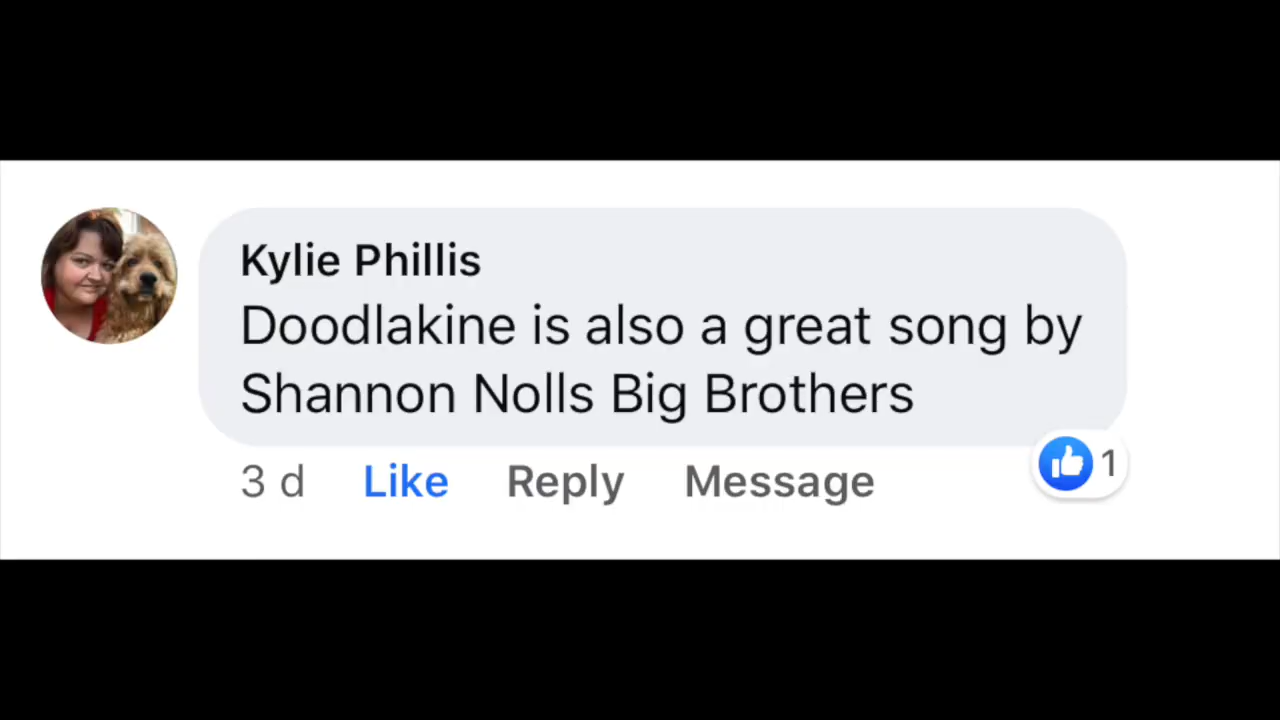 Kylie Phillis
Doodlakine is also a great song by
Shannon Nolls Big Brothers
3 d Like Reply Message 1